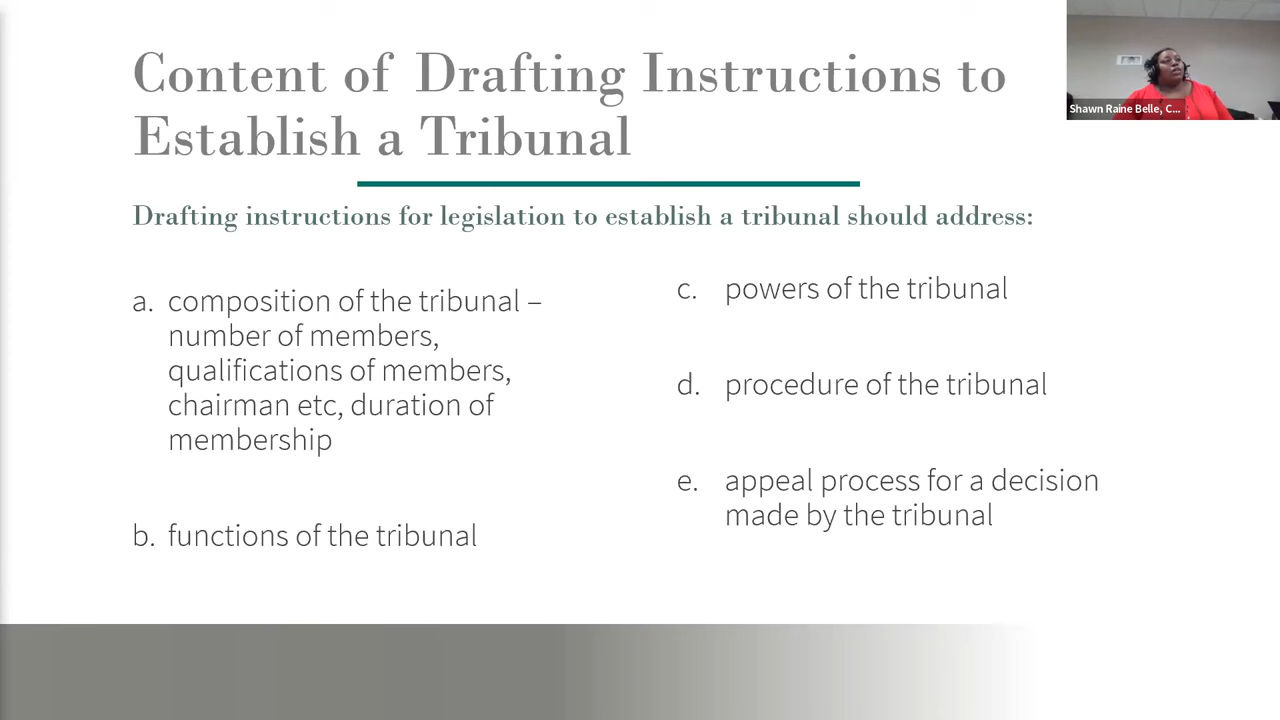 Content of Drafting Instructions to
Establish a Tribunal
Shawn Raine Belle, C...
Drafting instructions for legislation to establish a tribunal should address:
a. composition of the tribunal –
number of members,
qualifications of members,
chairman etc, duration of
membership
b. functions of the tribunal
c. powers of the tribunal
d. procedure of the tribunal
e. appeal process for a decision
made by the tribunal